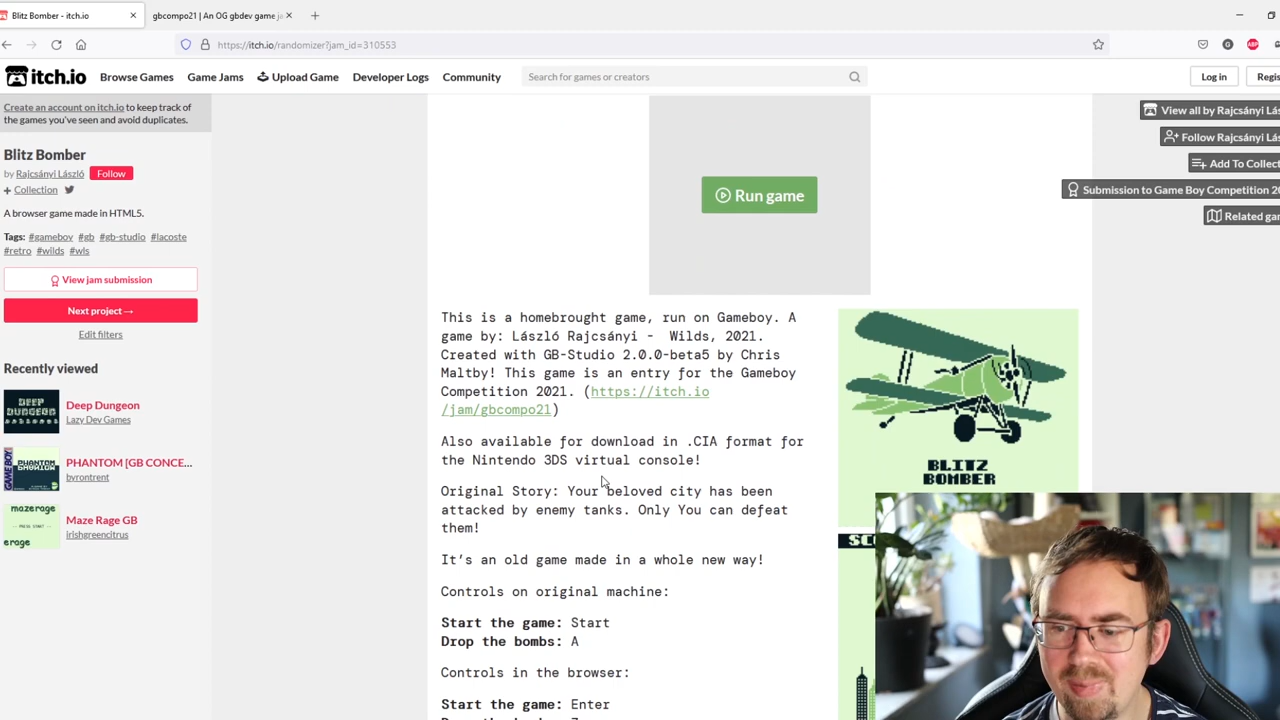 Blitz Bomber - itch.io
gbcompo21 | An OG gbdev game
https://itch.io/randomizer?jam_id=310553
itch.io
Browse Games
Game Jams
Upload Game
Developer Logs
Community
Search for games or creators
Log in
Create an account on itch.io to keep track
of the games you've seen and avoid duplicates.
Blitz Bomber
by Rajcsányi László
Follow
Collection
A browser game made in HTML5.
Tags: #gameboy #gb #gb-studio #lacoste
#retro #wilds #wls
View jam submission
Next project →
Edit filters
Recently viewed
DEEP
DUNGEON
Deep Dungeon
Lazy Dev Games
GAME BOY
PHANTOM
PHANTOM [GB CONCE...
byrontrent
maze rage
Maze Rage GB
irishgreencitrus
Run game
This is a homebrought game, run on Gameboy. A
game by: László Rajcsányi - Wilds, 2021.
Created with GB-Studio 2.0.0-beta5 by Chris
Maltby! This game is an entry for the Gameboy
Competition 2021. (https://itch.io
/jam/gbcompo21)
Also available for download in .CIA format for
the Nintendo 3DS virtual console!
Original Story: Your beloved city has been
attacked by enemy tanks. Only You can defeat
them!
It's an old game made in a whole new way!
Controls on original machine:
Start the game: Start
Drop the bombs: A
Controls in the browser:
Start the game: Enter
View all by Rajcsányi Lás
Follow Rajcsányi Lás
Add To Collect
Submission to Game Boy Competition 20
Related gam
BLITZ
BOMBER